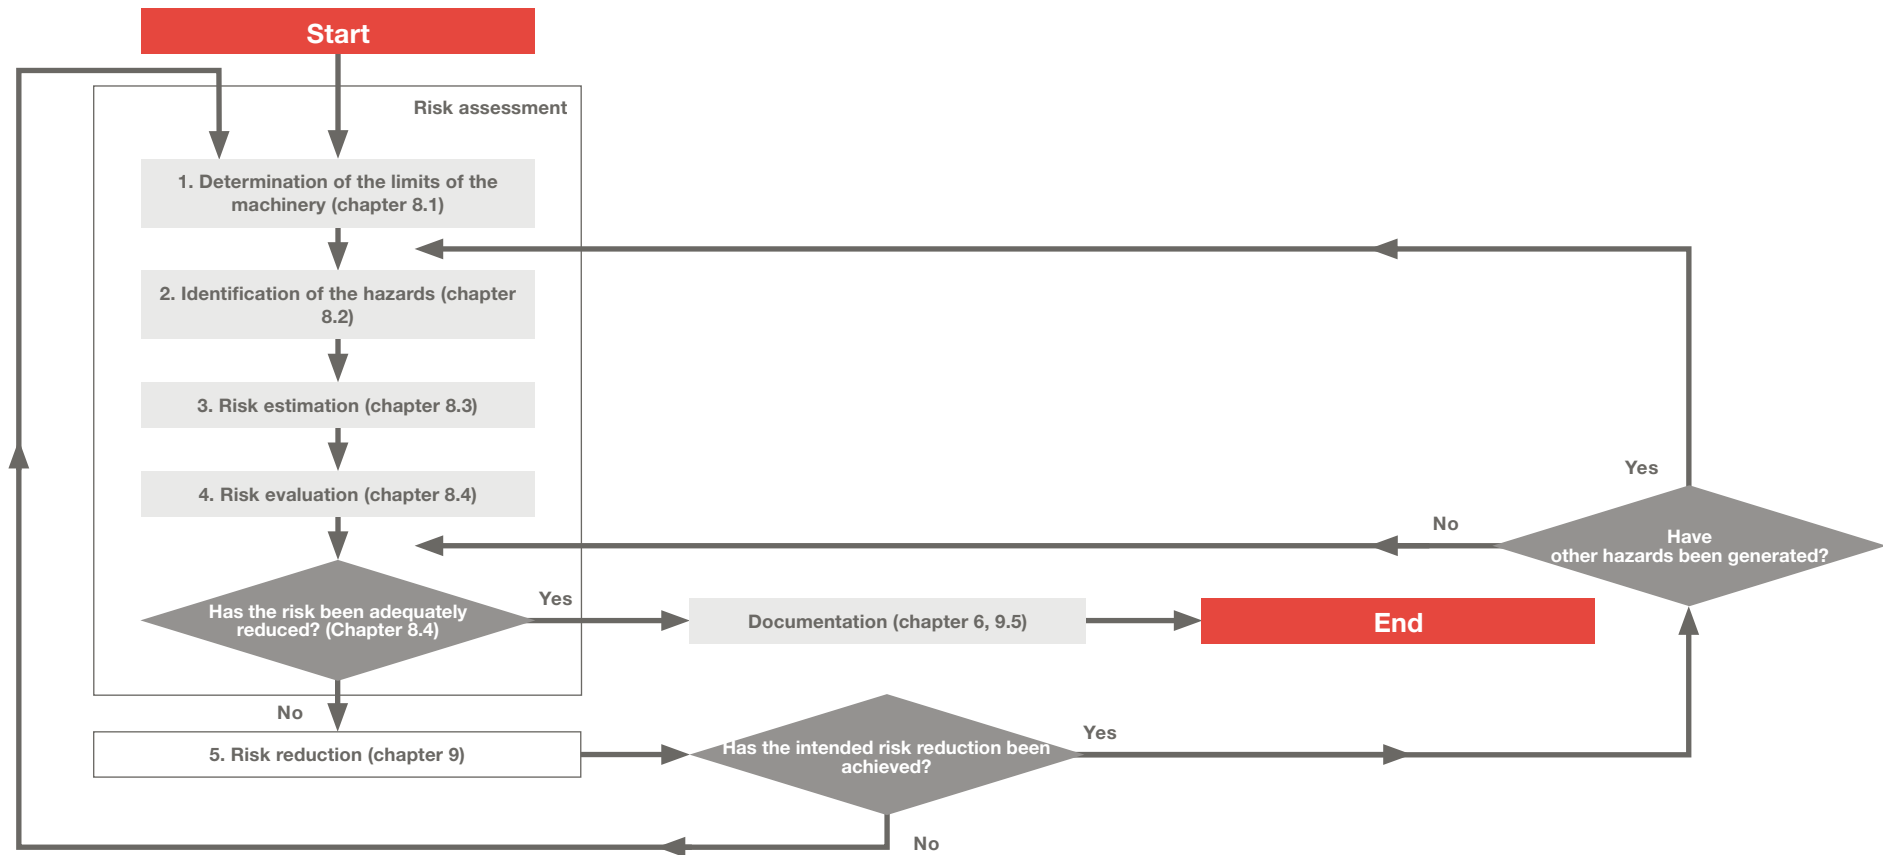 Start
Risk assessment
1. Determination of the limits of the
machinery (chapter 8.1)
2. Identification of the hazards (chapter
8.2)
3. Risk estimation (chapter 8.3)
4. Risk evaluation (chapter 8.4)
Yes
No
Have
other hazards been generated?
Has the risk been adequately
reduced? (Chapter 8.4)
Yes
Documentation (chapter 6, 9.5)
End
No
5. Risk reduction (chapter 9)
Has the intended risk reduction been
achieved?
Yes
No